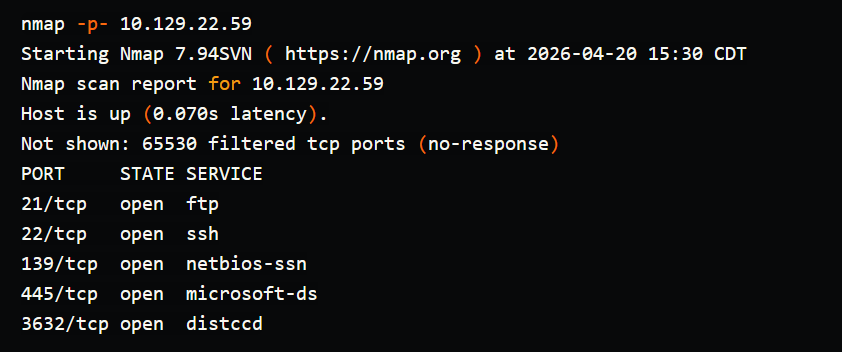 nmap -p- 10.129.22.59
Starting Nmap 7.94SVN ( https://nmap.org ) at 2026-04-20 15:30 CDT
Nmap scan report for 10.129.22.59
Host is up (0.070s latency).
Not shown: 65530 filtered tcp ports (no-response)
PORT     STATE SERVICE
21/tcp   open  ftp
22/tcp   open  ssh
139/tcp  open  netbios-ssn
445/tcp  open  microsoft-ds
3632/tcp open  distccd